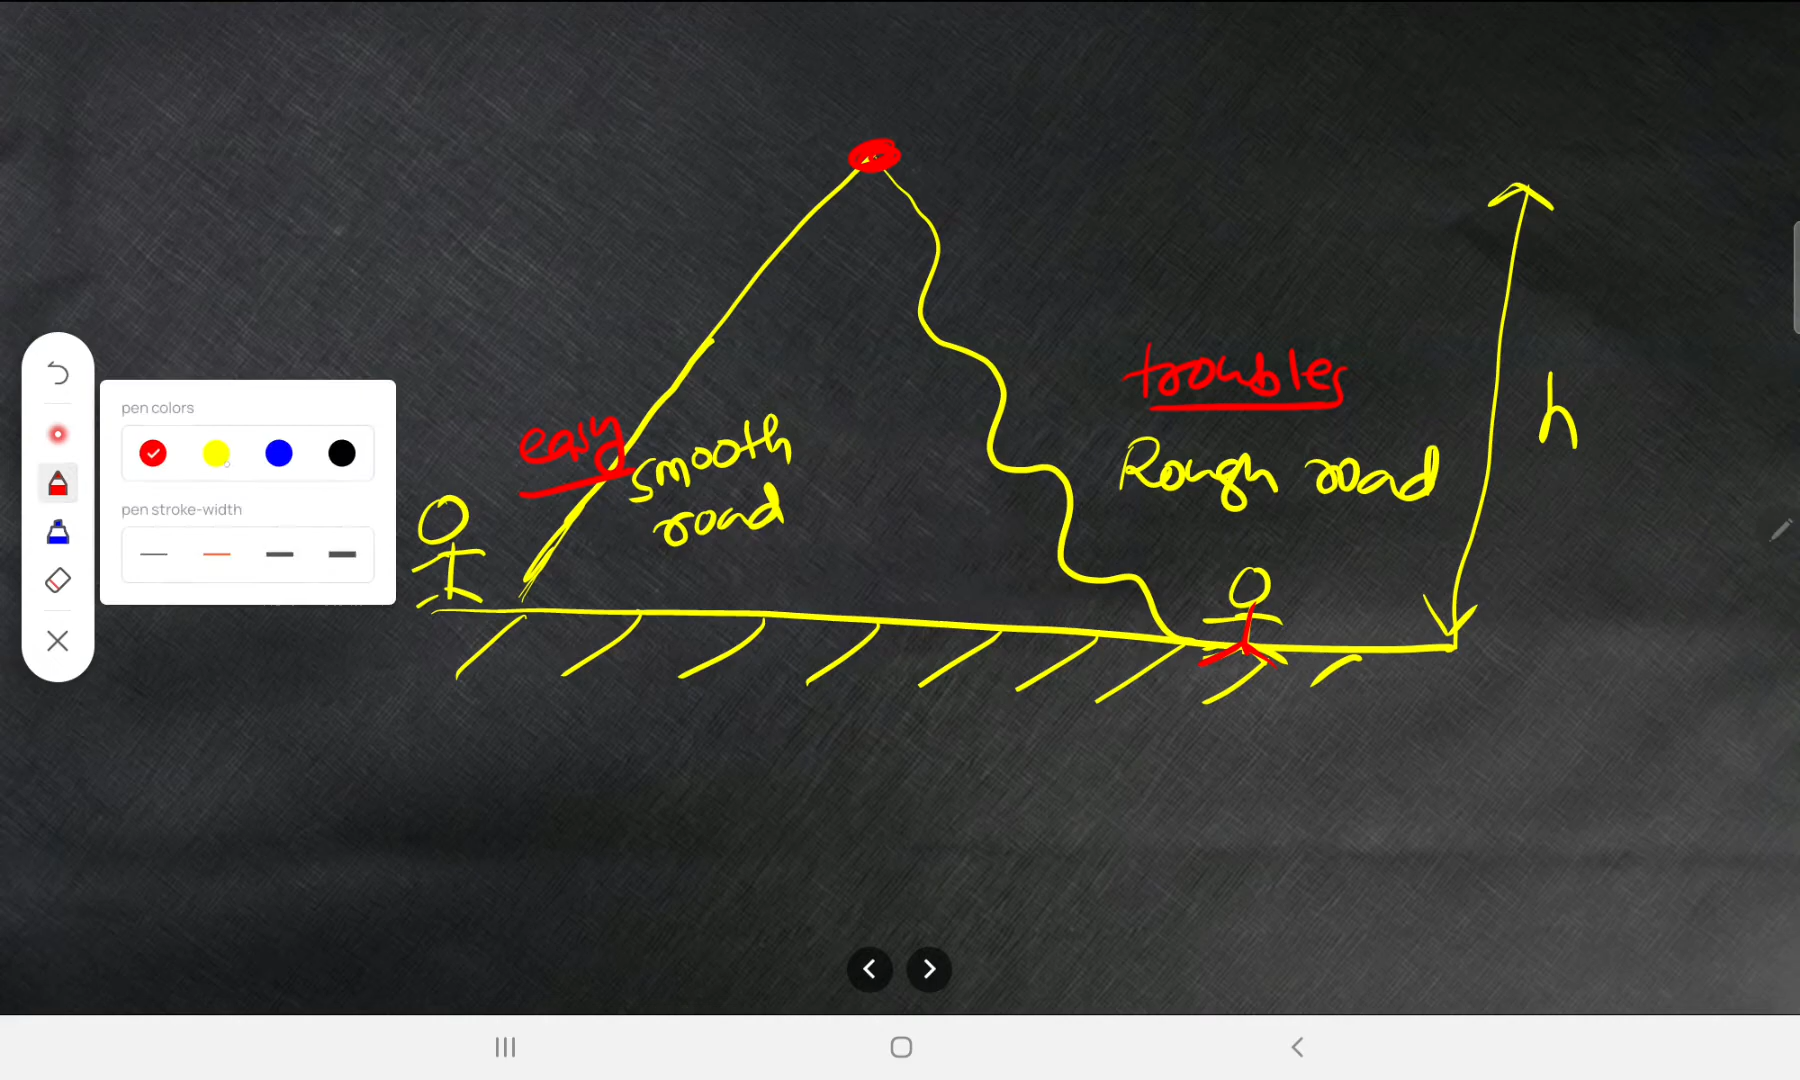 pen colors
pen stroke-width
easy
smooth
road
troubles
Rough road
h